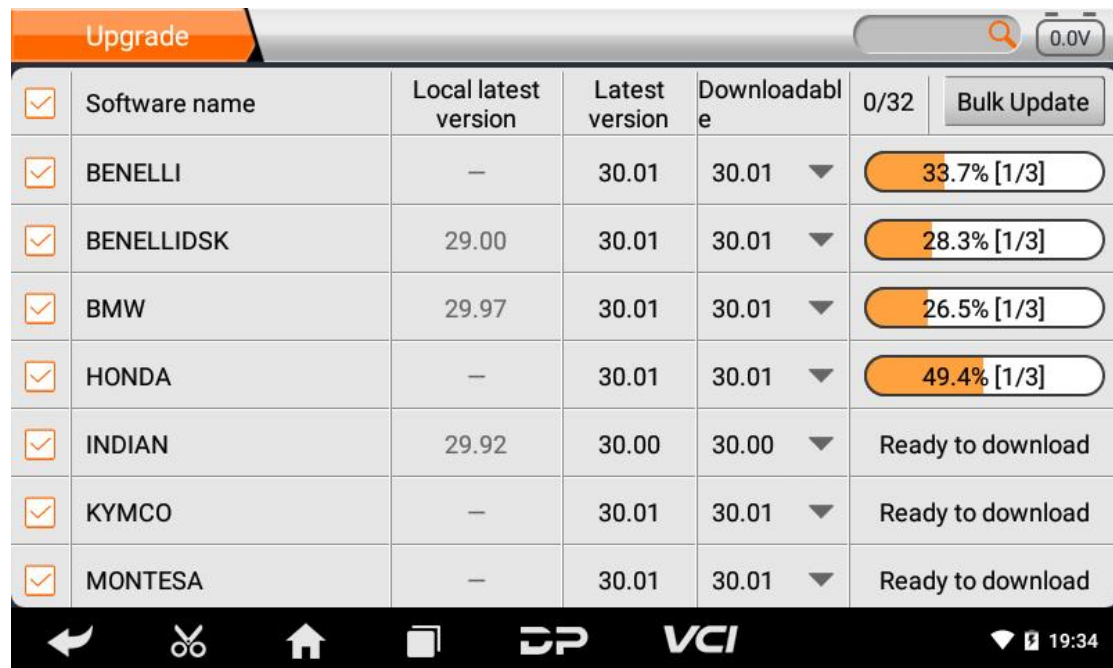 Upgrade
0.0V
Software name
Local latest
version
Latest
version
Downloadabl
e
0/32
Bulk Update
BENELLI — 30.01 30.01 33.7% [1/3]
BENELLIDSK 29.00 30.01 30.01 28.3% [1/3]
BMW 29.97 30.01 30.01 26.5% [1/3]
HONDA — 30.01 30.01 49.4% [1/3]
INDIAN 29.92 30.00 30.00 Ready to download
KYMCO — 30.01 30.01 Ready to download
MONTESA — 30.01 30.01 Ready to download
DP VCI 19:34